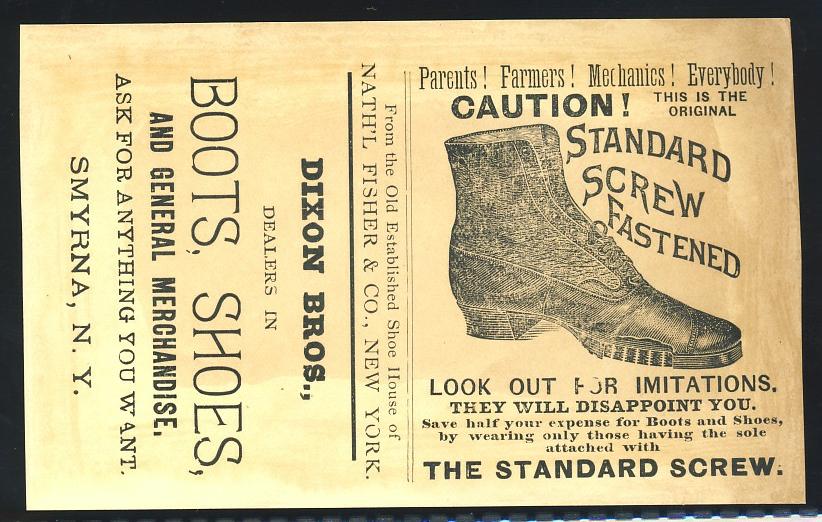 Parents! Farmers! Mechanics! Everybody!
CAUTION! THIS IS THE ORIGINAL
STANDARD
SCREW
FASTENED
LOOK OUT FOR IMITATIONS.
THEY WILL DISAPPOINT YOU.
Save half your expense for Boots and Shoes,
by wearing only those having the sole
attached with
THE STANDARD SCREW.
From the Old Established Shoe House of
NATH'L FISHER & CO., NEW YORK.
DIXON BROS.,
DEALERS IN
BOOTS, SHOES,
AND GENERAL MERCHANDISE.
ASK FOR ANYTHING YOU WANT.
SMYRNA, N. Y.